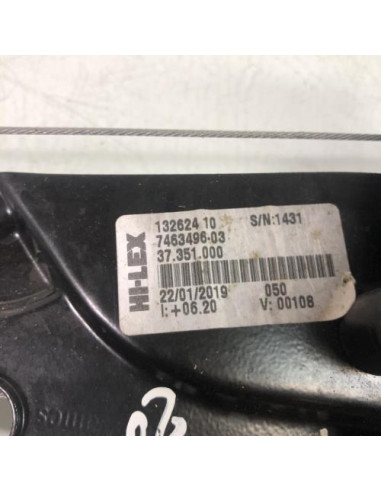 HI-LEX
132624 10 S/N:1431
7463496-03
37.351.000
22/01/2019 050
I:+06.20 V: 00108